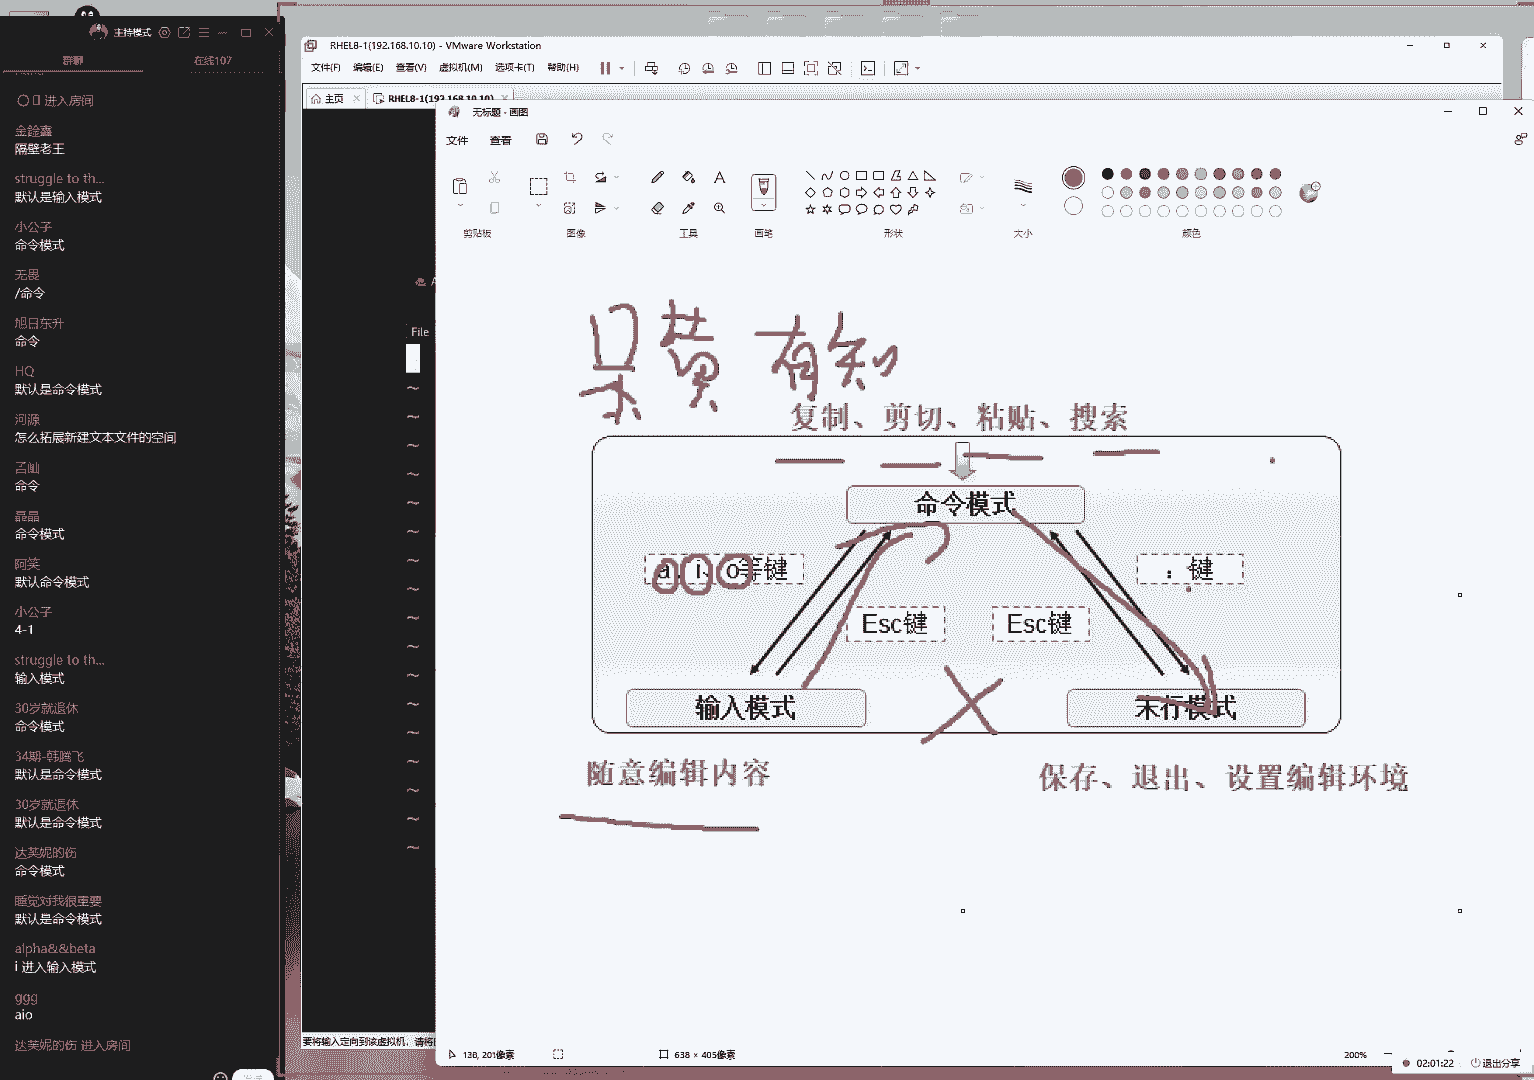 主持模式
群聊
在线107
进入房间
金銓鑫
隔壁老王
struggle to th...
默认是输入模式
小公子
命令模式
无畏
/命令
旭日东升
命令
HQ
默认是命令模式
河源
怎么拓展新建文本文件的空间
命令
磊磊
命令模式
阿笑
默认命令模式
小公子
4-1
struggle to th...
输入模式
30岁就退休
命令模式
34期-韩腾飞
默认是命令模式
30岁就退休
默认是命令模式
达芙妮的伤
命令模式
睡觉对我很重要
默认是命令模式
alpha&&beta
i 进入输入模式
ggg
aio
达芙妮的伤 进入房间
RHEL8-1(192.168.10.10) - VMware Workstation
文件(F) 编辑(E) 查看(V) 虚拟机(M) 选项卡(T) 帮助(H)
主页 RHEL8-1(192.168.10.10)
File
要将输入定向到该虚拟机，请将
无标题 - 画图
文件 查看
剪贴板 图像 工具 画笔 形状 大小 颜色
有知
复制、剪切、粘贴、搜索
命令模式
a、i、o等键
：键
Esc键 Esc键
输入模式 末行模式
随意编辑内容 保存、退出、设置编辑环境
138, 201像素 638 × 405像素 200%
02:01:22 退出分享